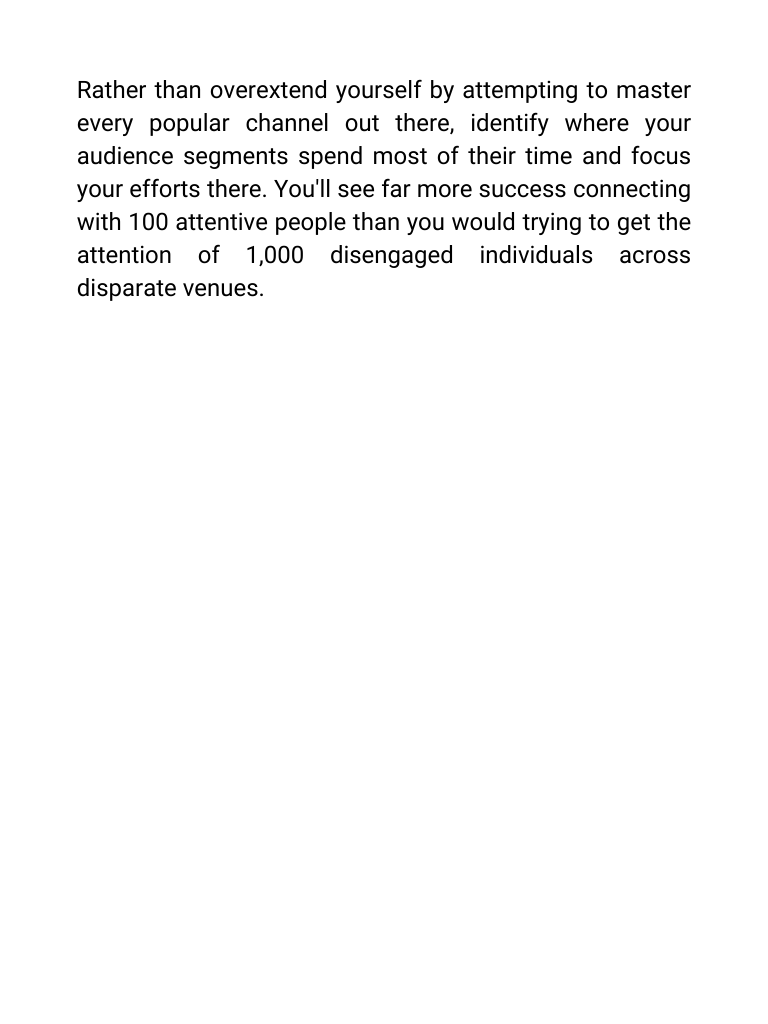 Rather than overextend yourself by attempting to master
every popular channel out there, identify where your
audience segments spend most of their time and focus
your efforts there. You'll see far more success connecting
with 100 attentive people than you would trying to get the
attention of 1,000 disengaged individuals across
disparate venues.